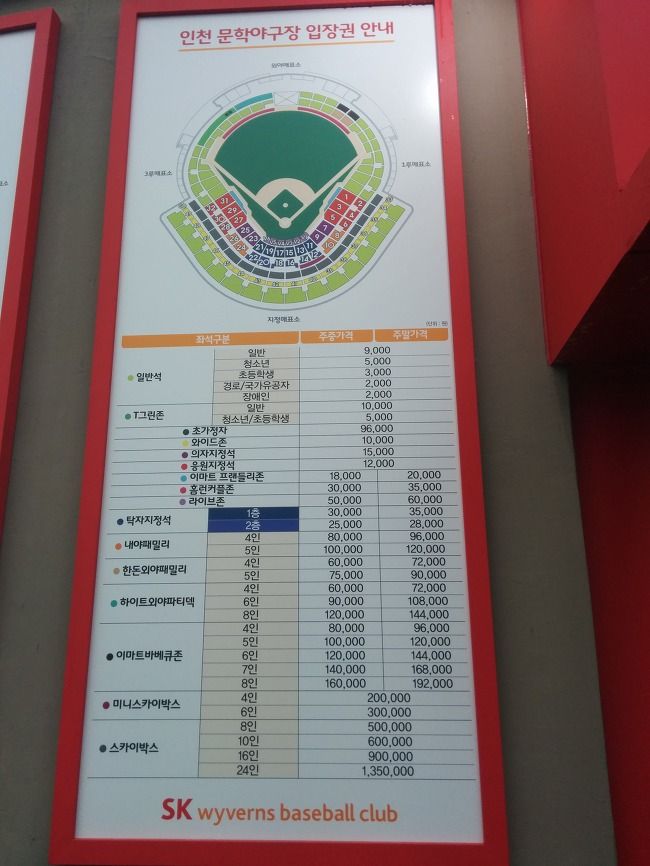 인천 문학야구장 입장권 안내
외야매표소
3루매표소
1루매표소
지정매표소
(단위 : 원)
좌석구분 주중가격 주말가격
일반석
일반 9,000
청소년 5,000
초등학생 3,000
경로/국가유공자 2,000
장애인 2,000
T그린존
일반 10,000
청소년/초등학생 5,000
초가정자 96,000
와이드존 10,000
의자지정석 15,000
응원지정석 12,000
이마트 프랜들리존 18,000 20,000
홈런커플존 30,000 35,000
라이브존 50,000 60,000
탁자지정석
1층 30,000 35,000
2층 25,000 28,000
내야패밀리
4인 80,000 96,000
5인 100,000 120,000
한돈외야패밀리
4인 60,000 72,000
5인 75,000 90,000
하이트외야파티덱
4인 60,000 72,000
6인 90,000 108,000
8인 120,000 144,000
이마트바베큐존
4인 80,000 96,000
5인 100,000 120,000
6인 120,000 144,000
7인 140,000 168,000
8인 160,000 192,000
미니스카이박스
4인 200,000
6인 300,000
스카이박스
8인 500,000
10인 600,000
16인 900,000
24인 1,350,000
SK wyverns baseball club